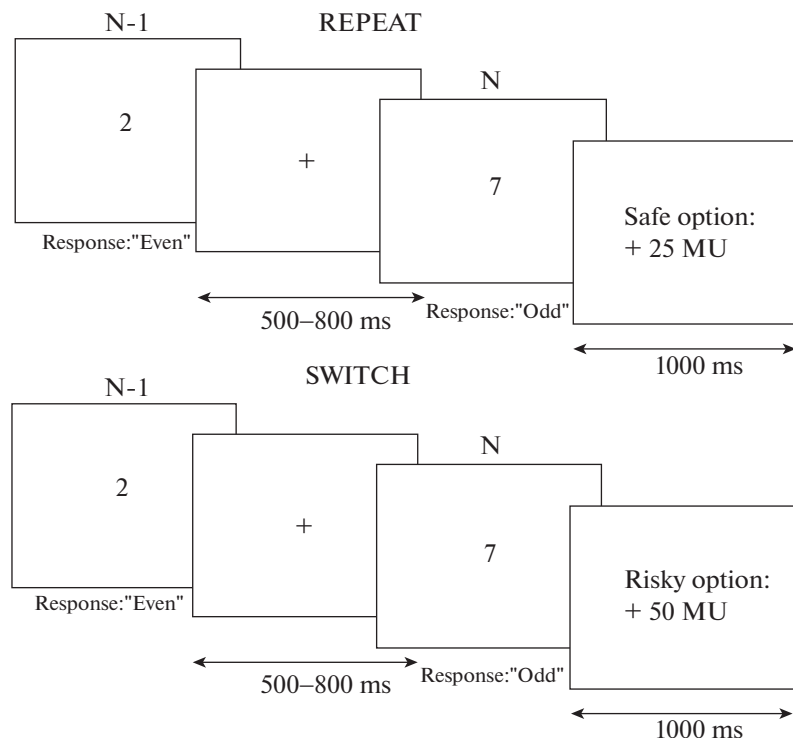 N-1
REPEAT
2
+
N
7
Safe option:
+ 25 MU
Response:"Even"
500–800 ms
Response:"Odd"
1000 ms
SWITCH
N-1
2
+
N
7
Risky option:
+ 50 MU
Response:"Even"
500–800 ms
Response:"Odd"
1000 ms